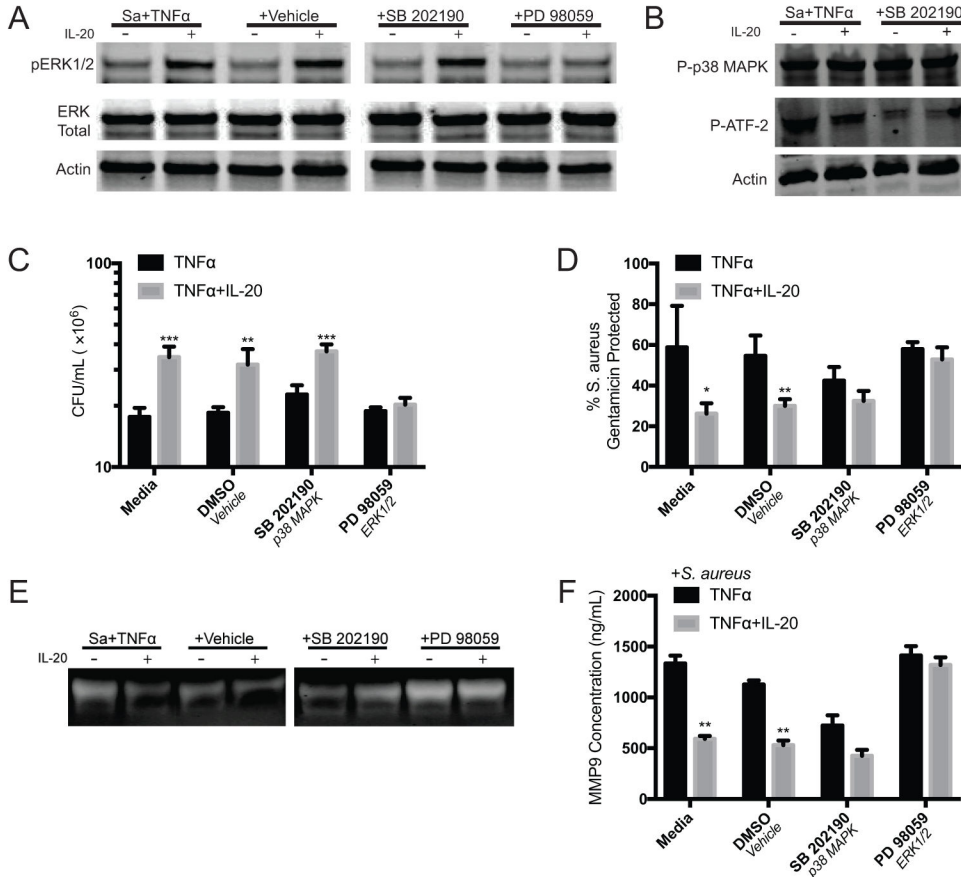 A
Sa+TNFα +Vehicle +SB 202190 +PD 98059
IL-20 - + - + - + - +
pERK1/2
ERK
Total
Actin
B
Sa+TNFα +SB 202190
IL-20 - + - +
P-p38 MAPK
P-ATF-2
Actin
C
TNFα
TNFα+IL-20
CFU/mL ( ×10⁶)
100
10
*** ** ***
Media
DMSO
Vehicle
SB 202190
p38 MAPK
PD 98059
ERK1/2
D
TNFα
TNFα+IL-20
% S. aureus
Gentamicin Protected
100
80
60
40
20
0
* **
Media
DMSO
Vehicle
SB 202190
p38 MAPK
PD 98059
ERK1/2
E
Sa+TNFα +Vehicle +SB 202190 +PD 98059
IL-20 - + - + - + - +
F
+S. aureus
TNFα
TNFα+IL-20
MMP9 Concentration (ng/mL)
2000
1500
1000
500
0
** **
Media
DMSO
Vehicle
SB 202190
p38 MAPK
PD 98059
ERK1/2